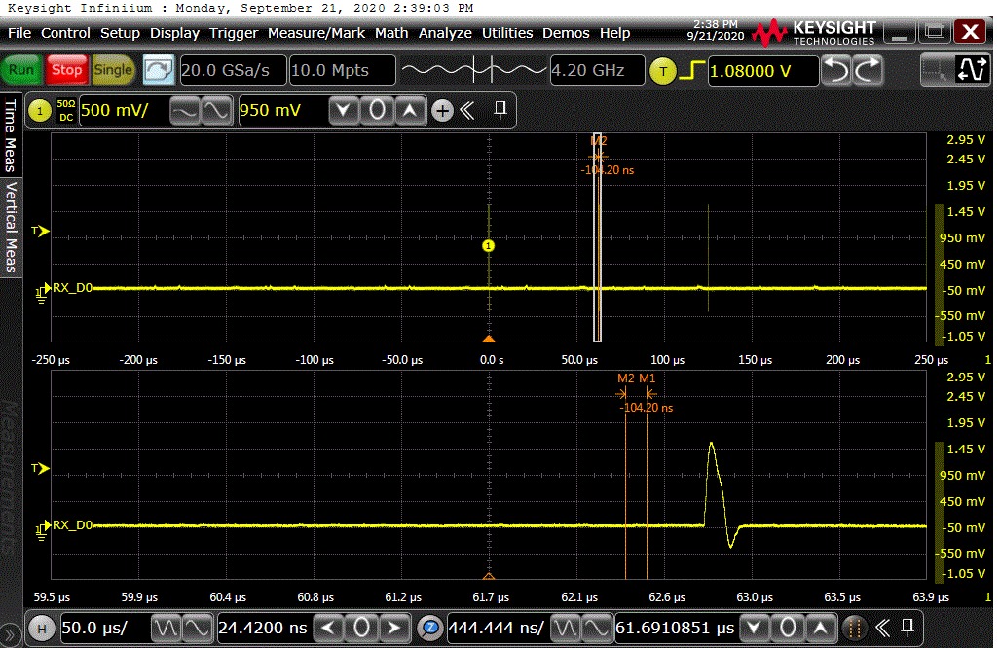 Keysight Infiniium : Monday, September 21, 2020 2:39:03 PM
File Control Setup Display Trigger Measure/Mark Math Analyze Utilities Demos Help
2:38 PM
9/21/2020
KEYSIGHT
TECHNOLOGIES
Run Stop Single 20.0 GSa/s 10.0 Mpts 4.20 GHz T 1.08000 V
1 50Ω DC 500 mV/ 950 mV
Time Meas
Vertical Meas
Measurements
M2
-104.20 ns
2.95 V
2.45 V
1.95 V
1.45 V
950 mV
450 mV
-50 mV
-550 mV
-1.05 V
T
1
1 RX_D0
-250 µs -200 µs -150 µs -100 µs -50.0 µs 0.0 s 50.0 µs 100 µs 150 µs 200 µs 250 µs 1
M2 M1
-104.20 ns
2.95 V
2.45 V
1.95 V
1.45 V
950 mV
450 mV
-50 mV
-550 mV
-1.05 V
T
1 RX_D0
59.5 µs 59.9 µs 60.4 µs 60.8 µs 61.2 µs 61.7 µs 62.1 µs 62.6 µs 63.0 µs 63.5 µs 63.9 µs 1
H 50.0 µs/ 24.4200 ns 0 Z 444.444 ns/ 61.6910851 µs 0